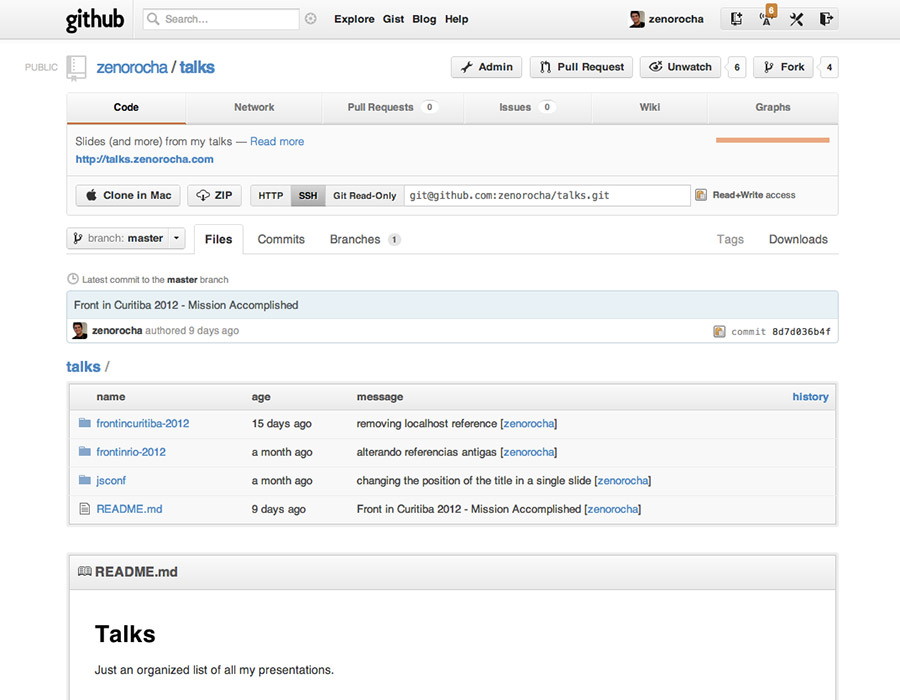 github Search... Explore Gist Blog Help zenorocha 6
PUBLIC zenorocha / talks Admin Pull Request Unwatch 6 Fork 4
Code Network Pull Requests 0 Issues 0 Wiki Graphs
Slides (and more) from my talks — Read more
http://talks.zenorocha.com
Clone in Mac ZIP HTTP SSH Git Read-Only git@github.com:zenorocha/talks.git Read+Write access
branch: master Files Commits Branches 1 Tags Downloads
Latest commit to the master branch
Front in Curitiba 2012 - Mission Accomplished
zenorocha authored 9 days ago commit 8d7d036b4f
talks /
name age message history
frontincuritiba-2012 15 days ago removing localhost reference [zenorocha]
frontinrio-2012 a month ago alterando referencias antigas [zenorocha]
jsconf a month ago changing the position of the title in a single slide [zenorocha]
README.md 9 days ago Front in Curitiba 2012 - Mission Accomplished [zenorocha]
README.md
Talks
Just an organized list of all my presentations.